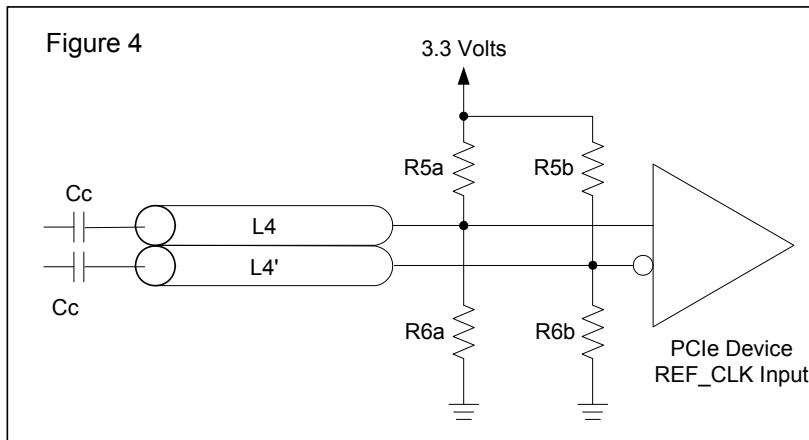 Figure 4
3.3 Volts
R5a
R5b
Cc
L4
L4'
Cc
R6a
R6b
PCIe Device
REF_CLK Input